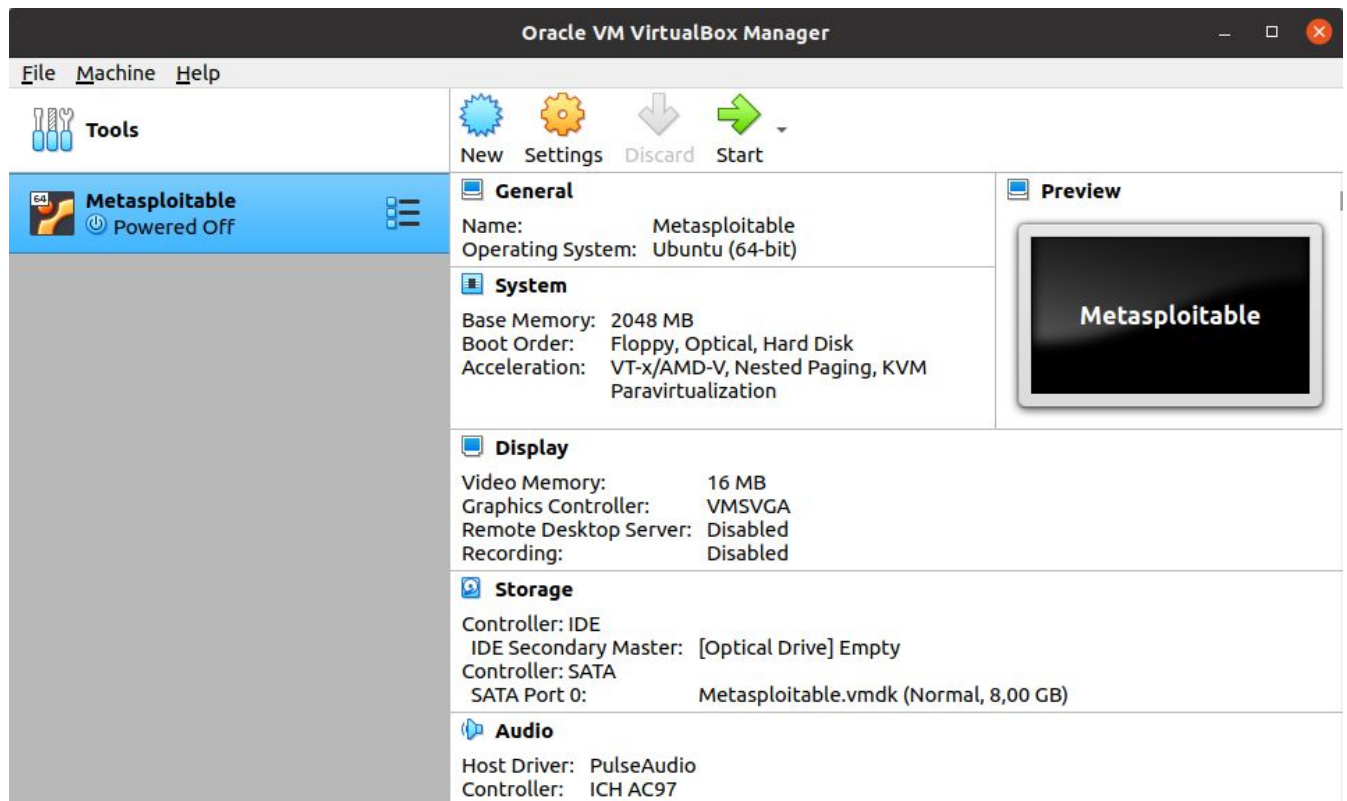 Oracle VM VirtualBox Manager
File Machine Help
Tools
New Settings Discard Start
64
Metasploitable
Powered Off
General
Name: Metasploitable
Operating System: Ubuntu (64-bit)
System
Base Memory: 2048 MB
Boot Order: Floppy, Optical, Hard Disk
Acceleration: VT-x/AMD-V, Nested Paging, KVM
Paravirtualization
Preview
Metasploitable
Display
Video Memory: 16 MB
Graphics Controller: VMSVGA
Remote Desktop Server: Disabled
Recording: Disabled
Storage
Controller: IDE
IDE Secondary Master: [Optical Drive] Empty
Controller: SATA
SATA Port 0: Metasploitable.vmdk (Normal, 8,00 GB)
Audio
Host Driver: PulseAudio
Controller: ICH AC97